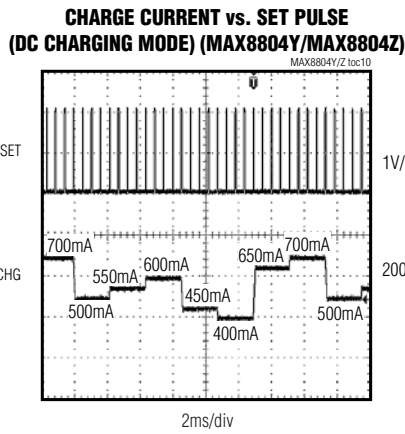 CHARGE CURRENT vs. SET PULSE
(DC CHARGING MODE) (MAX8804Y/MAX8804Z)
MAX8804Y/Z toc10
T
SET
1V/
700mA
500mA
550mA
600mA
450mA
400mA
650mA
700mA
500mA
CHG
200
2ms/div